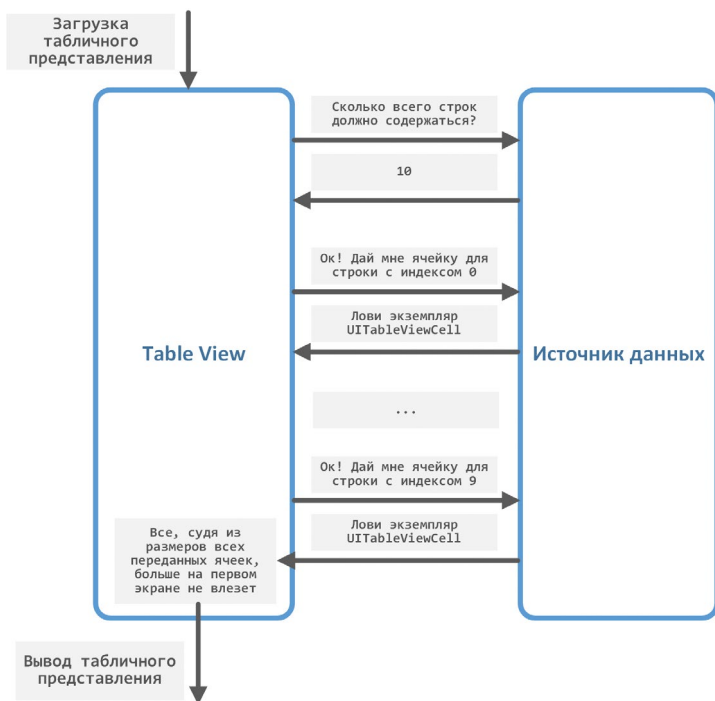 Загрузка
табличного
представления
Сколько всего строк
должно содержаться?
10
Ок! Дай мне ячейку для
строки с индексом 0
Лови экземпляр
UITableViewCell
Table View
Источник данных
...
Ок! Дай мне ячейку для
строки с индексом 9
Лови экземпляр
UITableViewCell
Все, судя из
размеров всех
переданных ячеек,
больше на первом
экране не влезет
Вывод табличного
представления